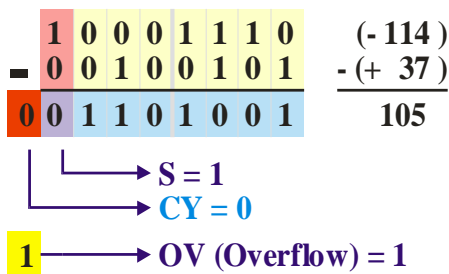 1 0 0 0 1 1 1 0 (- 114 )
- 0 0 1 0 0 1 0 1 - (+ 37 )
0 0 1 1 0 1 0 0 1 105
S = 1
CY = 0
1 OV (Overflow) = 1